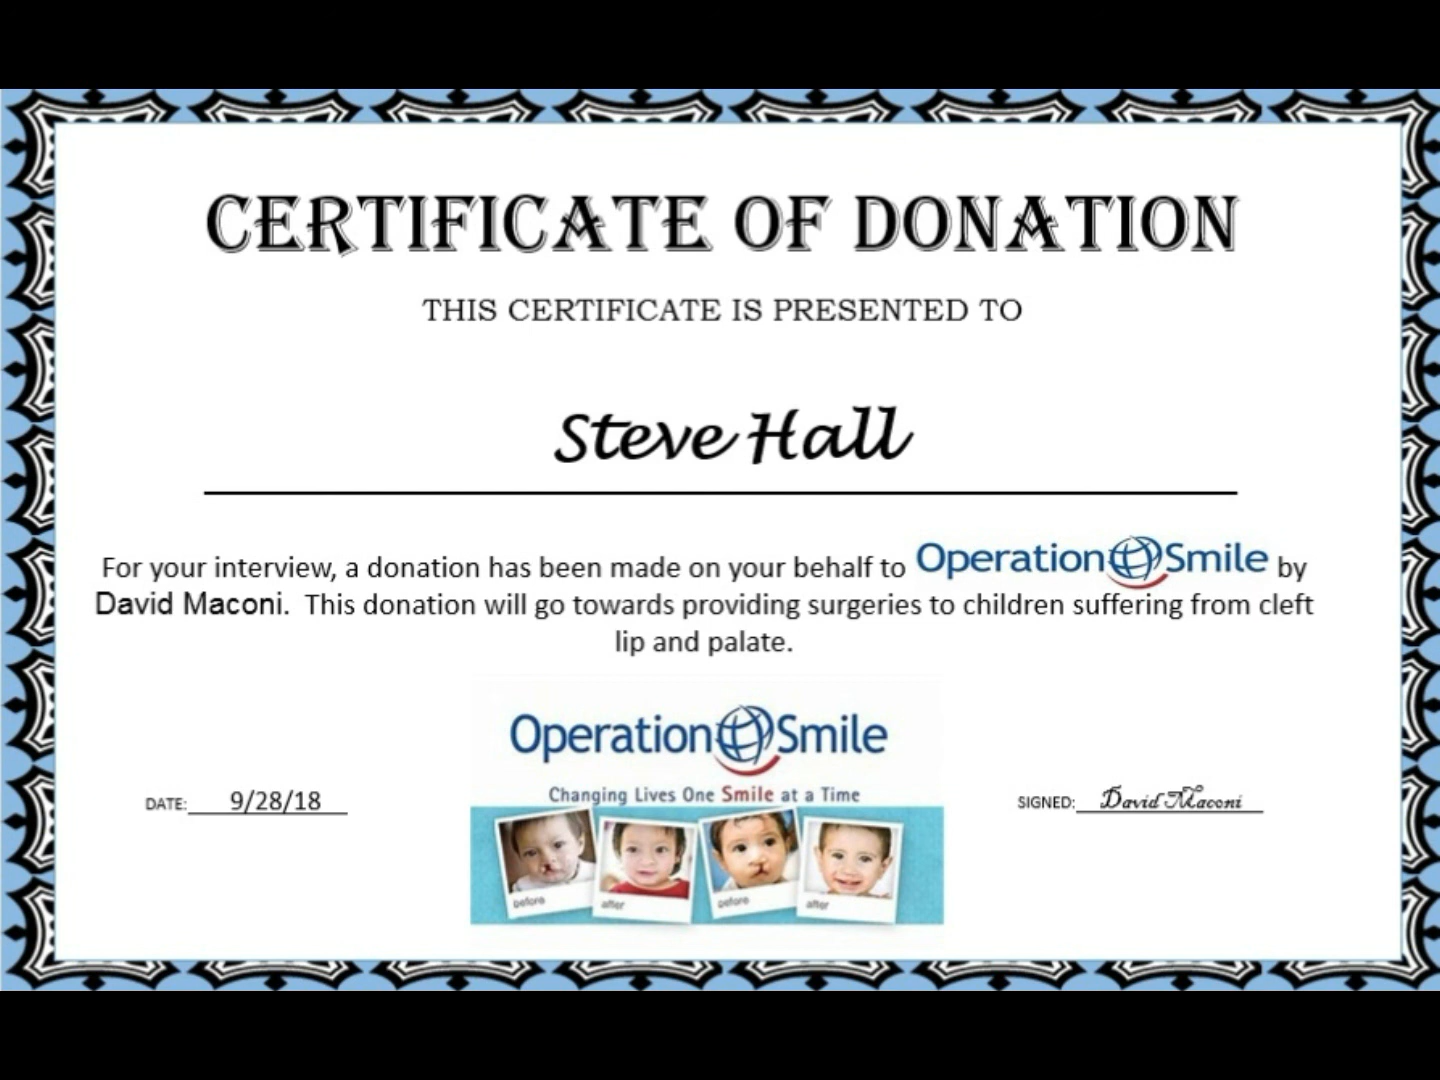 CERTIFICATE OF DONATION
THIS CERTIFICATE IS PRESENTED TO
Steve Hall
For your interview, a donation has been made on your behalf to Operation Smile by
David Maconi. This donation will go towards providing surgeries to children suffering from cleft
lip and palate.
Operation Smile
Changing Lives One Smile at a Time
DATE: 9/28/18
SIGNED: David Maconi
before after before after